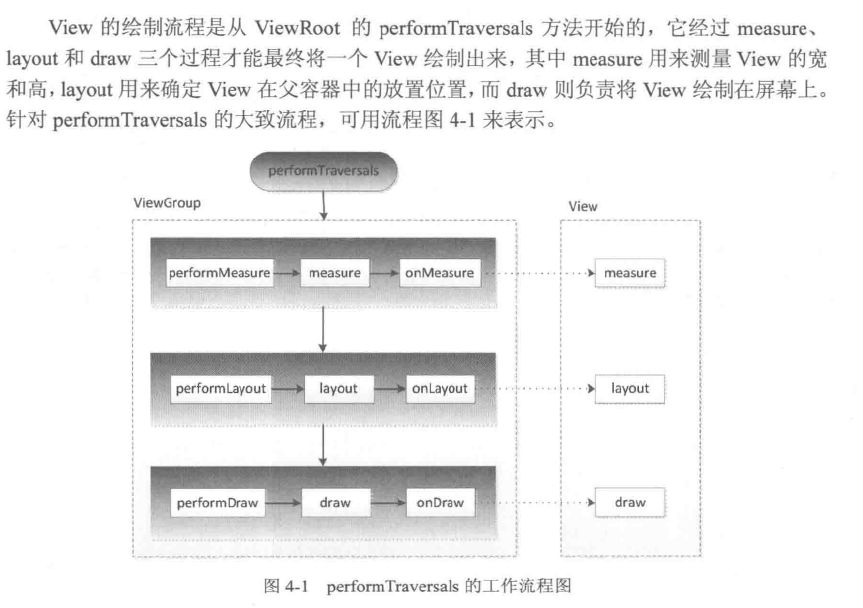 View 的绘制流程是从 ViewRoot 的 performTraversals 方法开始的，它经过 measure、
layout 和 draw 三个过程才能最终将一个 View 绘制出来，其中 measure 用来测量 View 的宽
和高，layout 用来确定 View 在父容器中的放置位置，而 draw 则负责将 View 绘制在屏幕上。
针对 performTraversals 的大致流程，可用流程图 4-1 来表示。
performTraversals
ViewGroup
View
performMeasure
measure
onMeasure
measure
performLayout
layout
onLayout
layout
performDraw
draw
onDraw
draw
图 4-1 performTraversals 的工作流程图